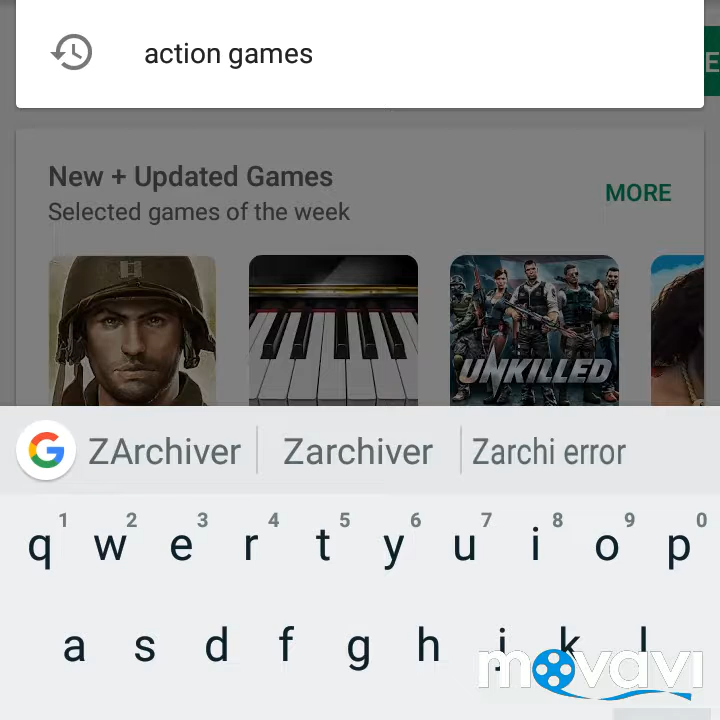 action games
E
New + Updated Games
Selected games of the week
MORE
UNKILLED
ZArchiver Zarchiver Zarchi error
1 2 3 4 5 6 7 8 9 0
q w e r t y u i o p
a s d f g h j k l
movavi